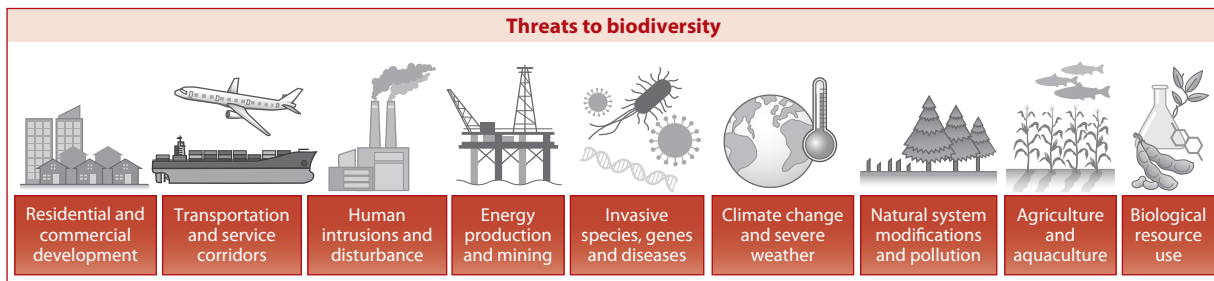 Threats to biodiversity
Residential and
commercial
development
Transportation
and service
corridors
Human
intrusions and
disturbance
Energy
production
and mining
Invasive
species, genes
and diseases
Climate change
and severe
weather
Natural system
modifications
and pollution
Agriculture
and
aquaculture
Biological
resource
use